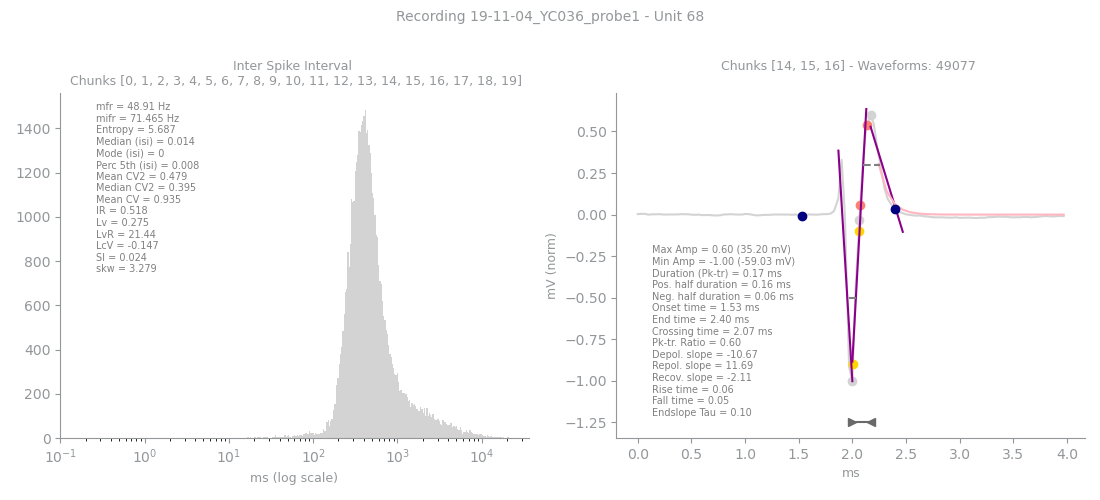 Recording 19-11-04_YC036_probe1 - Unit 68
Inter Spike Interval
Chunks [0, 1, 2, 3, 4, 5, 6, 7, 8, 9, 10, 11, 12, 13, 14, 15, 16, 17, 18, 19]
mfr = 48.91 Hz
mifr = 71.465 Hz
Entropy = 5.687
Median (isi) = 0.014
Mode (isi) = 0
Perc 5th (isi) = 0.008
Mean CV2 = 0.479
Median CV2 = 0.395
Mean CV = 0.935
IR = 0.518
Lv = 0.275
LvR = 21.44
LcV = -0.147
SI = 0.024
skw = 3.279
1400
1200
1000
800
600
400
200
0
10⁻¹ 10⁰ 10¹ 10² 10³ 10⁴
ms (log scale)
Chunks [14, 15, 16] - Waveforms: 49077
mV (norm)
0.50
0.25
0.00
−0.25
−0.50
−0.75
−1.00
−1.25
Max Amp = 0.60 (35.20 mV)
Min Amp = -1.00 (-59.03 mV)
Duration (Pk-tr) = 0.17 ms
Pos. half duration = 0.16 ms
Neg. half duration = 0.06 ms
Onset time = 1.53 ms
End time = 2.40 ms
Crossing time = 2.07 ms
Pk-tr. Ratio = 0.60
Depol. slope = -10.67
Repol. slope = 11.69
Recov. slope = -2.11
Rise time = 0.06
Fall time = 0.05
Endslope Tau = 0.10
0.0 0.5 1.0 1.5 2.0 2.5 3.0 3.5 4.0
ms